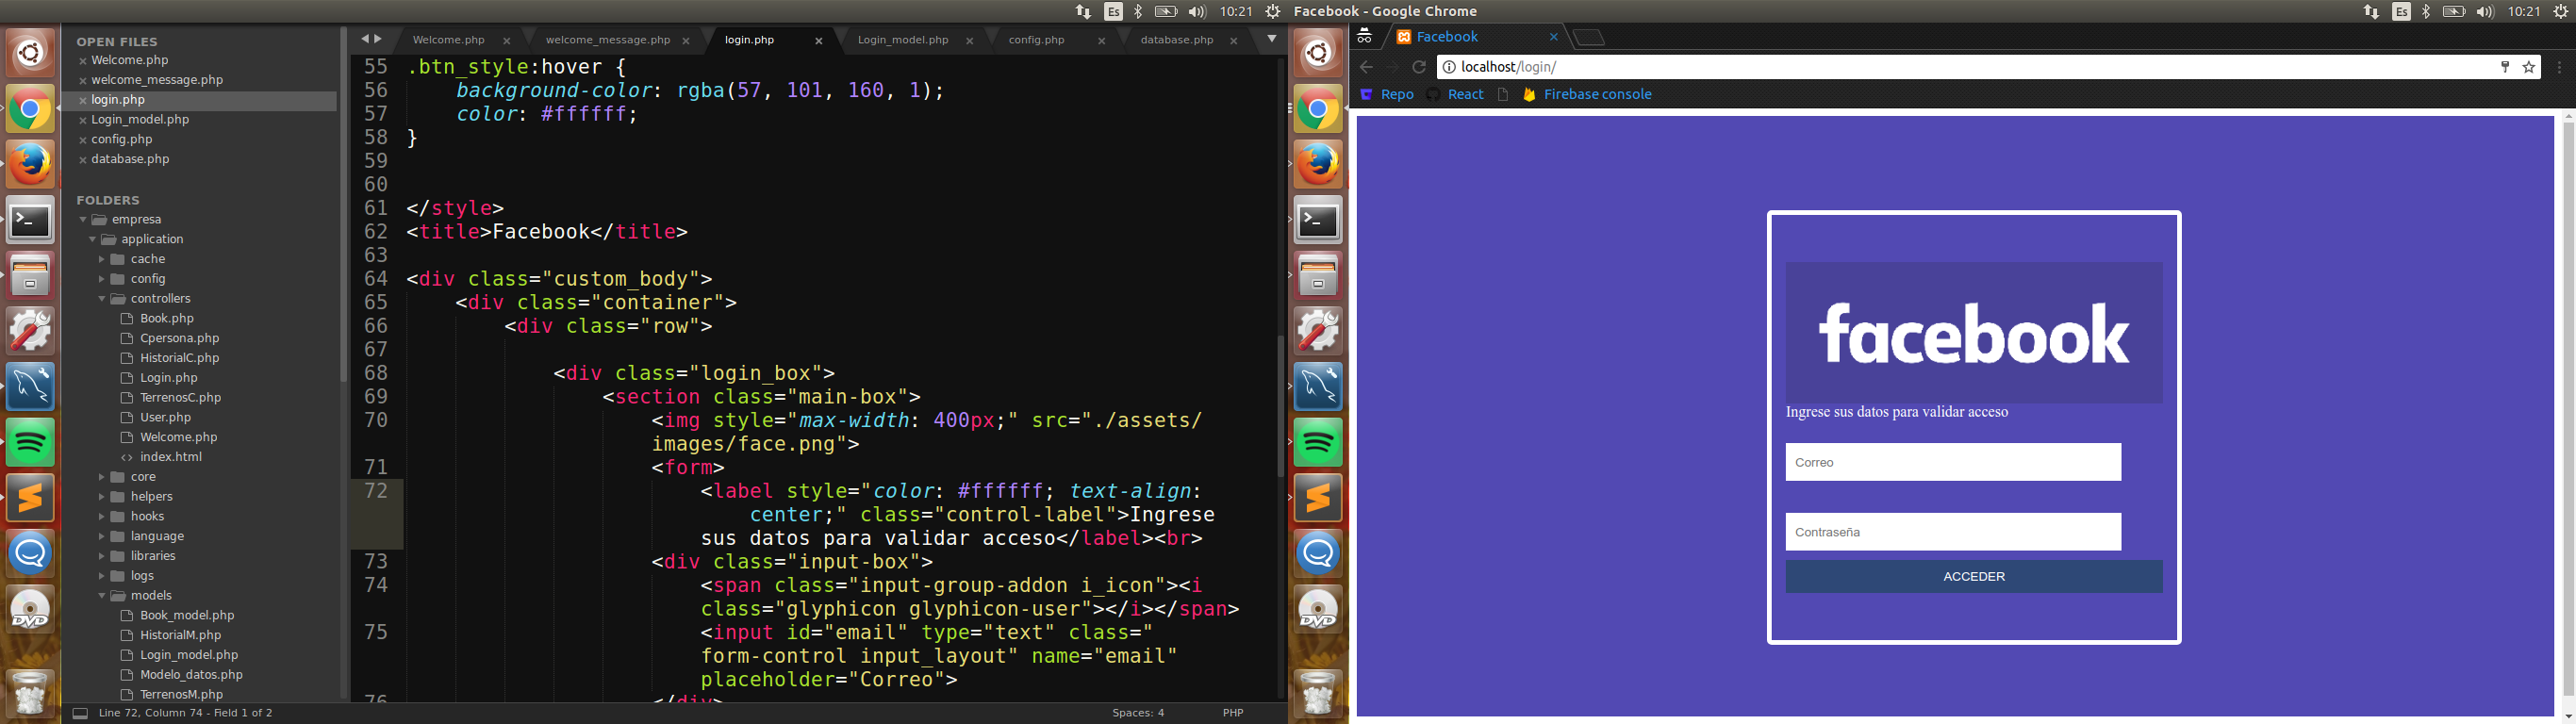 Es 10:21
Facebook - Google Chrome
Es 10:21
OPEN FILES
Welcome.php
welcome_message.php
login.php
Login_model.php
config.php
database.php
FOLDERS
empresa
application
cache
config
controllers
Book.php
Cpersona.php
HistorialC.php
Login.php
TerrenosC.php
User.php
Welcome.php
index.html
core
helpers
hooks
language
libraries
logs
models
Book_model.php
HistorialM.php
Login_model.php
Modelo_datos.php
TerrenosM.php
Welcome.php welcome_message.php login.php Login_model.php config.php database.php
55 .btn_style:hover {
56 background-color: rgba(57, 101, 160, 1);
57 color: #ffffff;
58 }
59
60
61 </style>
62 <title>Facebook</title>
63
64 <div class="custom_body">
65 <div class="container">
66 <div class="row">
67
68 <div class="login_box">
69 <section class="main-box">
70 <img style="max-width: 400px;" src="./assets/
images/face.png">
71 <form>
72 <label style="color: #ffffff; text-align:
center;" class="control-label">Ingrese
sus datos para validar acceso</label><br>
73 <div class="input-box">
74 <span class="input-group-addon i_icon"><i
class="glyphicon glyphicon-user"></i></span>
75 <input id="email" type="text" class="
form-control input_layout" name="email"
placeholder="Correo">
76 </div>
Line 72, Column 74 - Field 1 of 2
Spaces: 4 PHP
Facebook
localhost/login/
Repo React Firebase console
facebook
Ingrese sus datos para validar acceso
Correo
Contraseña
ACCEDER
DVD
DVD